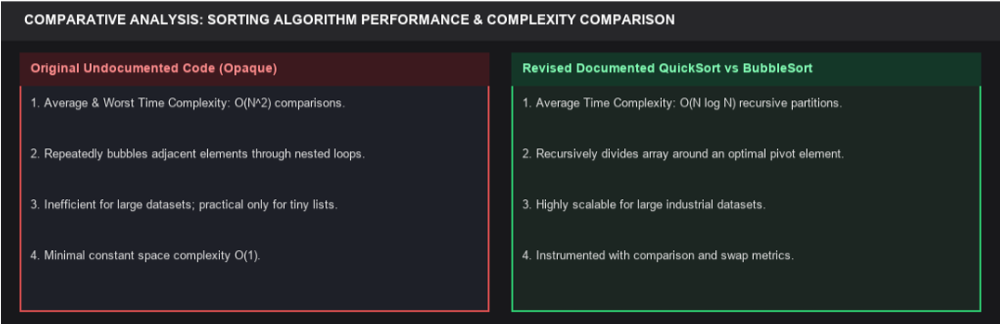 COMPARATIVE ANALYSIS: SORTING ALGORITHM PERFORMANCE & COMPLEXITY COMPARISON
Original Undocumented Code (Opaque)
1. Average & Worst Time Complexity: O(N^2) comparisons.
2. Repeatedly bubbles adjacent elements through nested loops.
3. Inefficient for large datasets; practical only for tiny lists.
4. Minimal constant space complexity O(1).
Revised Documented QuickSort vs BubbleSort
1. Average Time Complexity: O(N log N) recursive partitions.
2. Recursively divides array around an optimal pivot element.
3. Highly scalable for large industrial datasets.
4. Instrumented with comparison and swap metrics.